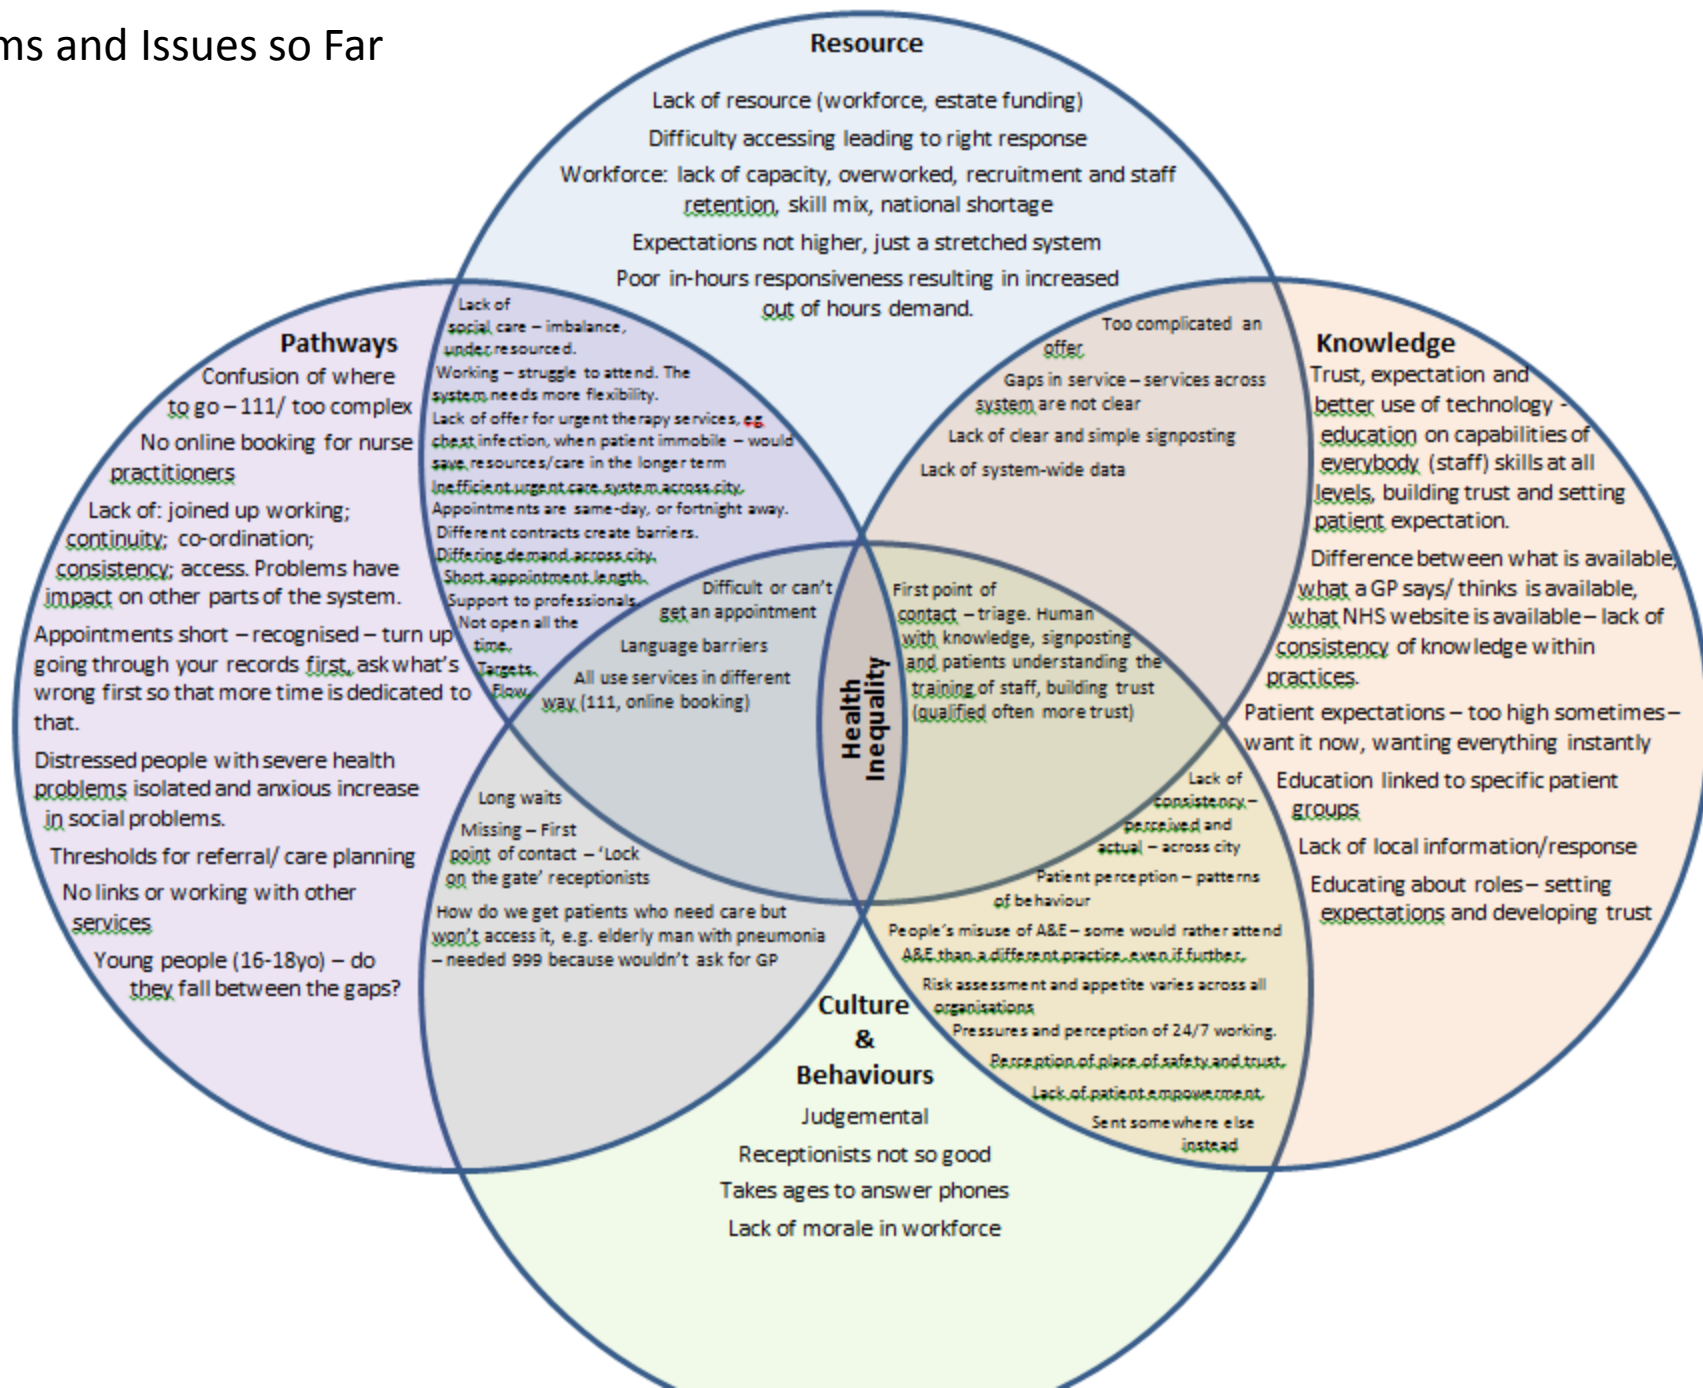 ms and Issues so Far
Resource
Lack of resource (workforce, estate funding)
Difficulty accessing leading to right response
Workforce: lack of capacity, overworked, recruitment and staff
retention, skill mix, national shortage
Expectations not higher, just a stretched system
Poor in-hours responsiveness resulting in increased
out of hours demand.
Pathways
Confusion of where
to go – 111/ too complex
No online booking for nurse
practitioners
Lack of: joined up working;
continuity; co-ordination;
consistency; access. Problems have
impact on other parts of the system.
Appointments short – recognised – turn up
going through your records first, ask what's
wrong first so that more time is dedicated to
that.
Distressed people with severe health
problems isolated and anxious increase
in social problems.
Thresholds for referral/ care planning
No links or working with other
services
Young people (16-18yo) – do
they fall between the gaps?
Lack of
social care – imbalance,
under resourced.
Working – struggle to attend. The
system needs more flexibility.
Lack of offer for urgent therapy services, eg
chest infection, when patient immobile – would
save resources/care in the longer term
Inefficient urgent care system across city.
Appointments are same-day, or fortnight away.
Different contracts create barriers.
Differing demand across city.
Short appointment length.
Support to professionals.
Not open all the
time.
Targets.
Flow.
Difficult or can't
get an appointment
Language barriers
All use services in different
way (111, online booking)
Health
Inequality
First point of
contact – triage. Human
with knowledge, signposting
and patients understanding the
training of staff, building trust
(qualified often more trust)
Too complicated an
offer
Gaps in service – services across
system are not clear
Lack of clear and simple signposting
Lack of system-wide data
Knowledge
Trust, expectation and
better use of technology -
education on capabilities of
everybody (staff) skills at all
levels, building trust and setting
patient expectation.
Difference between what is available,
what a GP says/ thinks is available,
what NHS website is available – lack of
consistency of knowledge within
practices.
Patient expectations – too high sometimes –
want it now, wanting everything instantly
Education linked to specific patient
groups
Lack of local information/response
Educating about roles – setting
expectations and developing trust
Long waits
Missing – First
point of contact – 'Lock
on the gate' receptionists
How do we get patients who need care but
won't access it, e.g. elderly man with pneumonia
– needed 999 because wouldn't ask for GP
Lack of
consistency –
perceived and
actual – across city
Patient perception – patterns
of behaviour
People's misuse of A&E – some would rather attend
A&E than a different practice, even if further.
Risk assessment and appetite varies across all
organisations
Pressures and perception of 24/7 working.
Perception of place of safety and trust.
Lack of patient empowerment.
Sent somewhere else
instead
Culture
&
Behaviours
Judgemental
Receptionists not so good
Takes ages to answer phones
Lack of morale in workforce